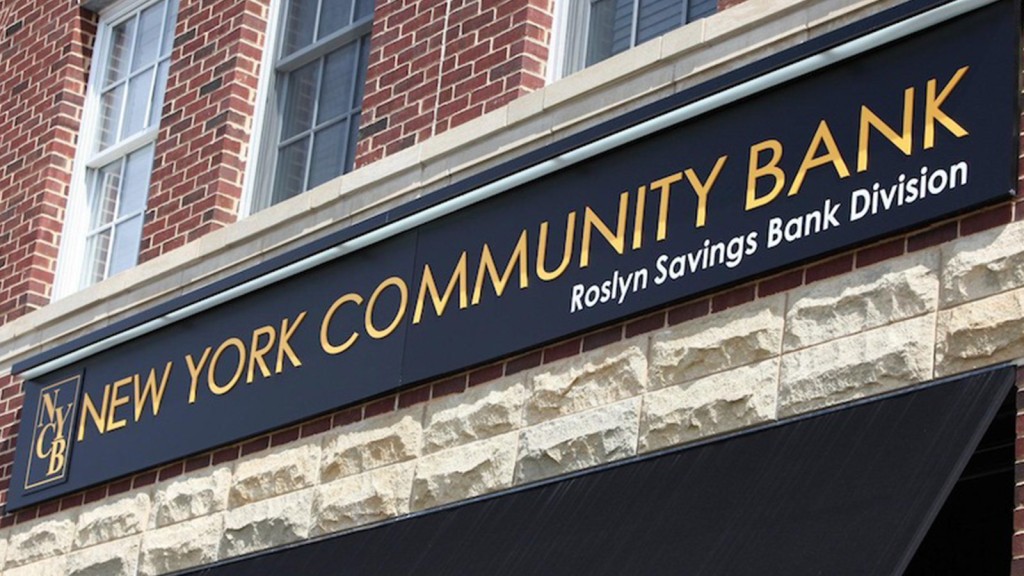 NYCB
NEW YORK COMMUNITY BANK
Roslyn Savings Bank Division